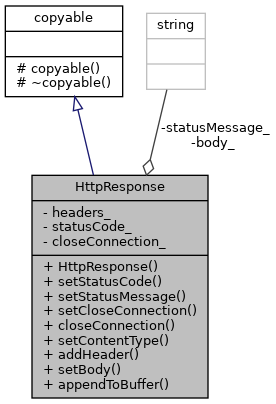 copyable
# copyable()
# ~copyable()
string
-statusMessage_
-body_
HttpResponse
- headers_
- statusCode_
- closeConnection_
+ HttpResponse()
+ setStatusCode()
+ setStatusMessage()
+ setCloseConnection()
+ closeConnection()
+ setContentType()
+ addHeader()
+ setBody()
+ appendToBuffer()